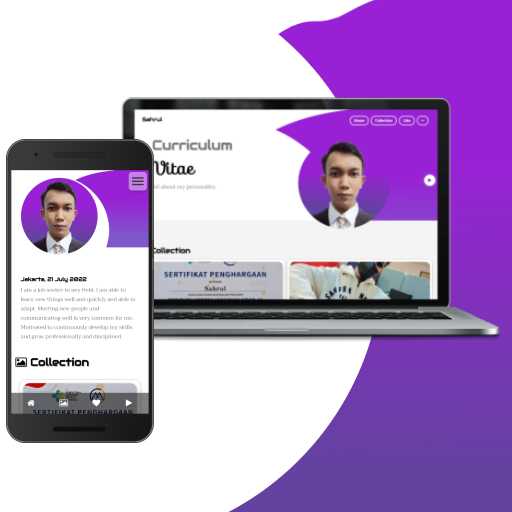 Sahrul
Home
Collection
Like
Curriculum
Vitae
all about my personality.
Collection
SERTIFIKAT PENGHARGAAN
Sahrul
Jakarta, 21 July 2022
I am a job seeker in any field. I am able to
learn new things well and quickly and able to
adapt. Meeting new people and
communicating well is very common for me.
Motivated to continuously develop my skills
and grow professionally and disciplined.
Collection
SERTIFIKAT PENGHARGAAN